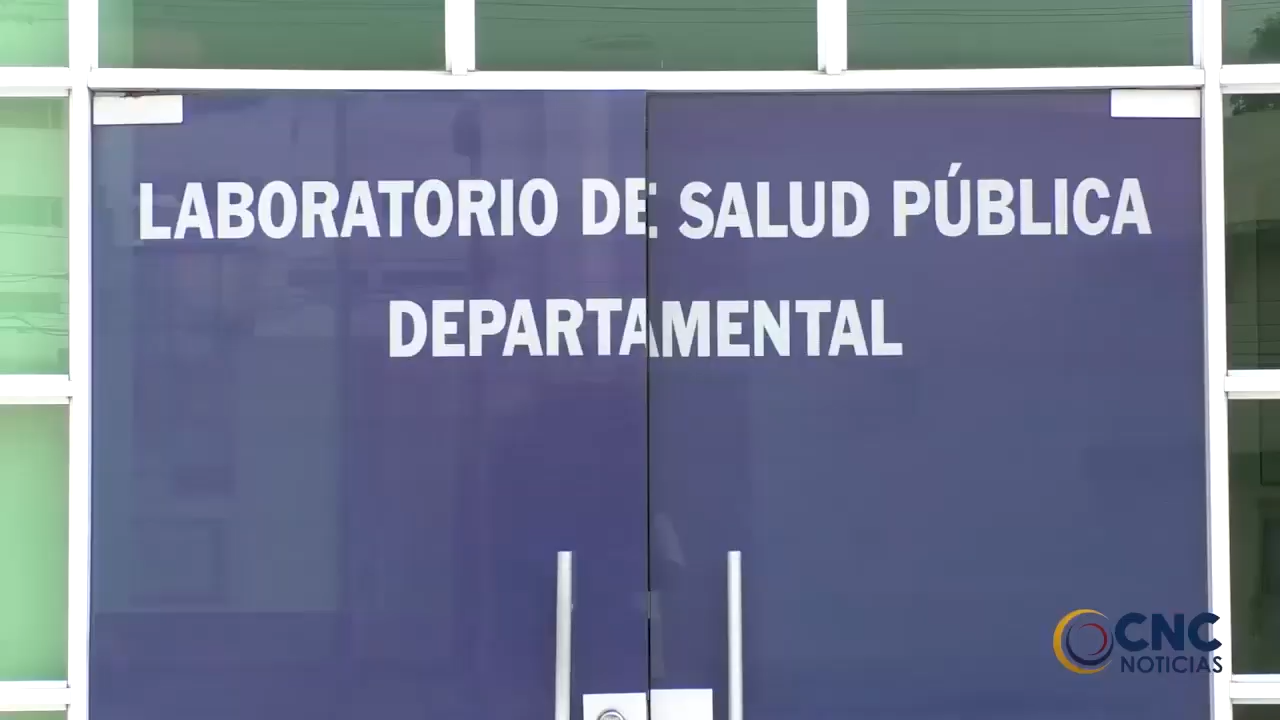 LABORATORIO DE SALUD PÚBLICA
DEPARTAMENTAL
CNC
NOTICIAS